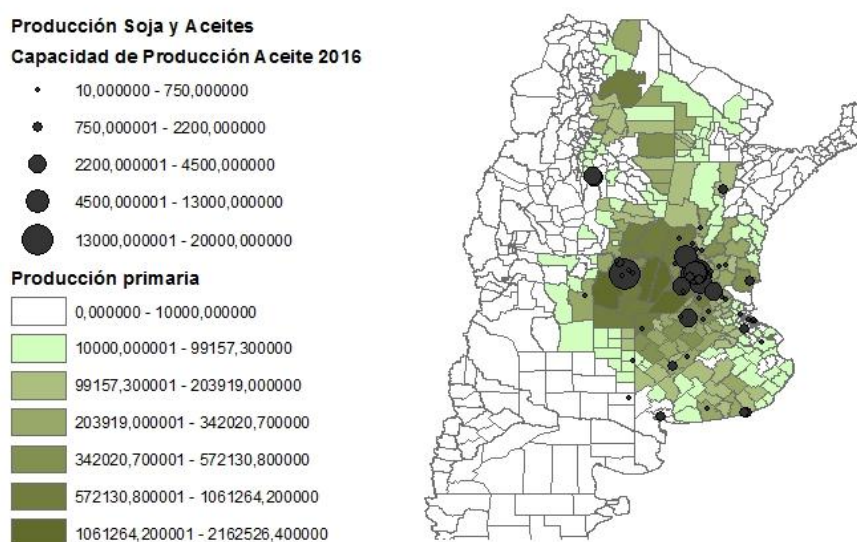 Producción Soja y Aceites
Capacidad de Producción Aceite 2016
10,000000 - 750,000000
750,000001 - 2200,000000
2200,000001 - 4500,000000
4500,000001 - 13000,000000
13000,000001 - 20000,000000
Producción primaria
0,000000 - 10000,000000
10000,000001 - 99157,300000
99157,300001 - 203919,000000
203919,000001 - 342020,700000
342020,700001 - 572130,800000
572130,800001 - 1061264,200000
1061264,200001 - 2162526,400000